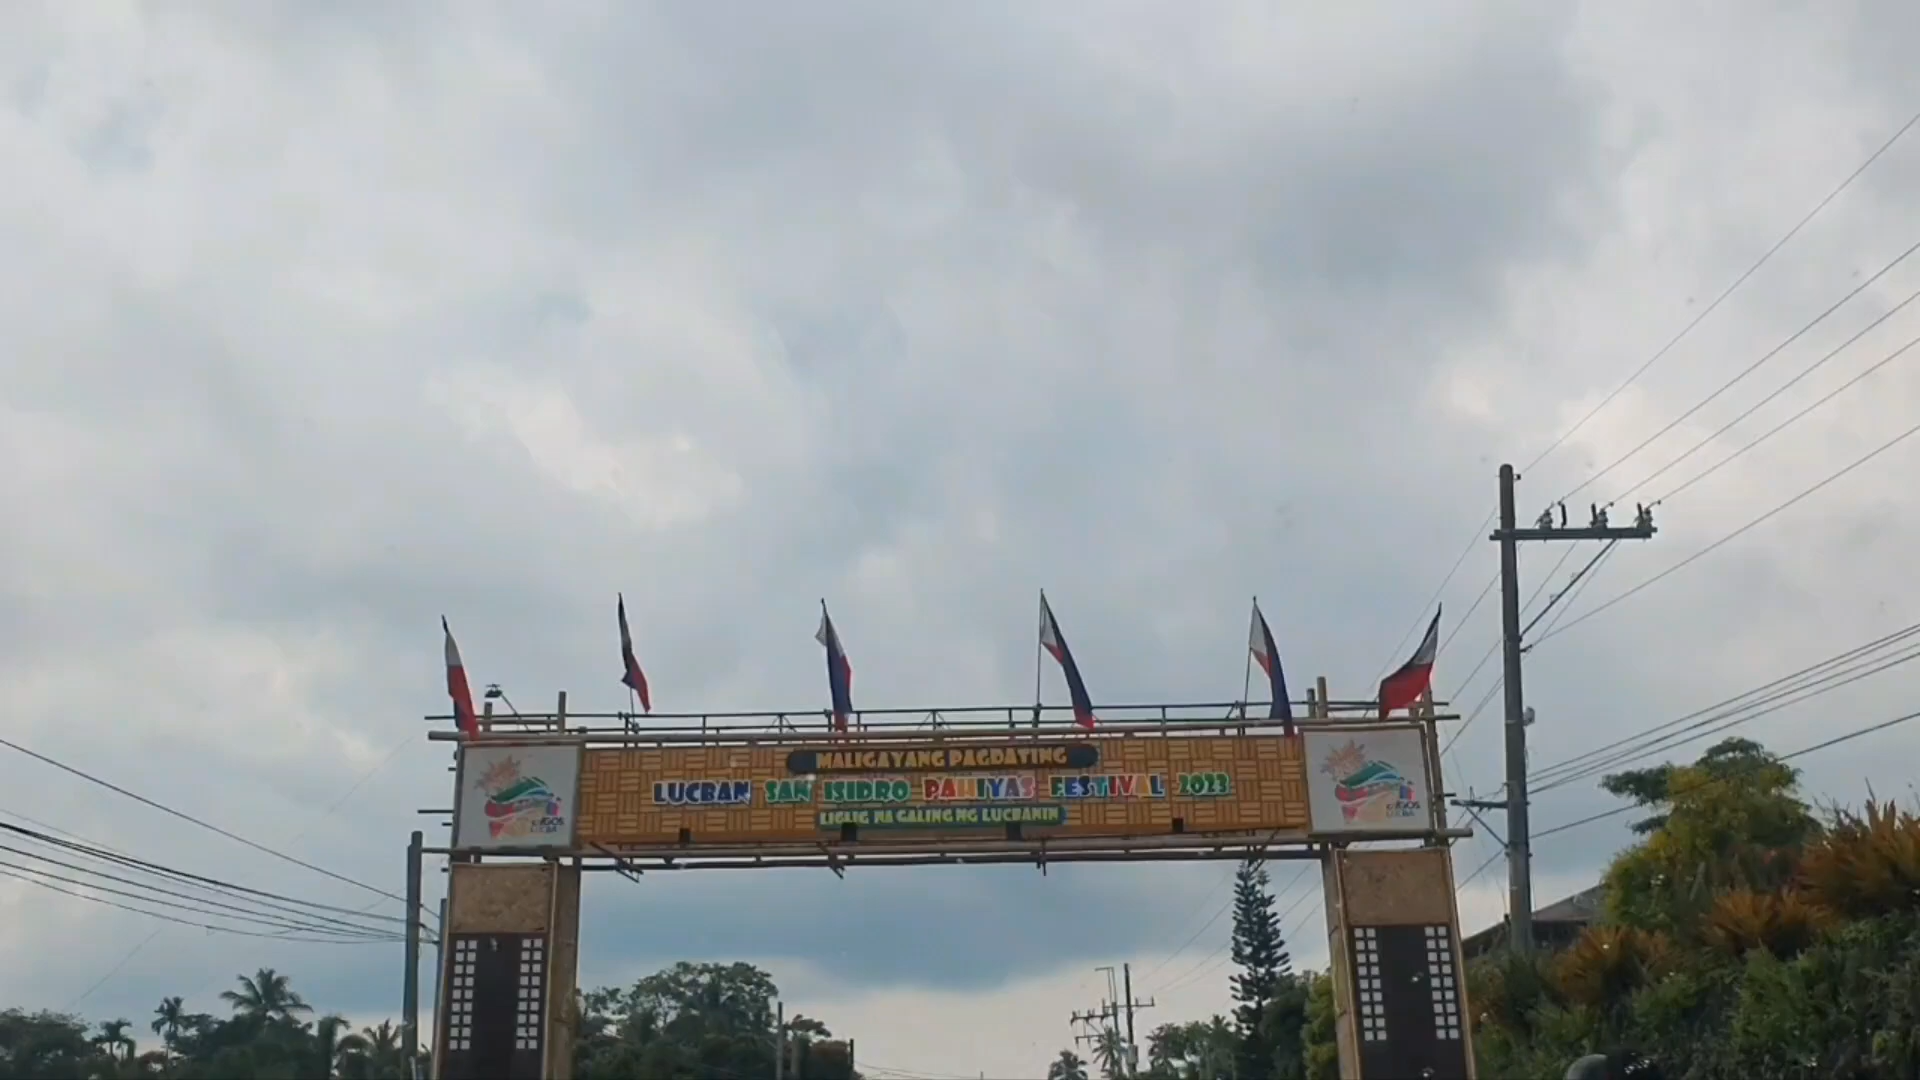 MALIGAYANG PAGDATING
LUCBAN SAN ISIDRO PAHIYAS FESTIVAL 2023
LIGLIG NA GALING NG LUCBANIN